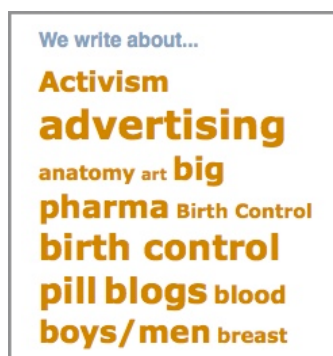 We write about...
Activism
advertising
anatomy art big
pharma Birth Control
birth control
pill blogs blood
boys/men breast